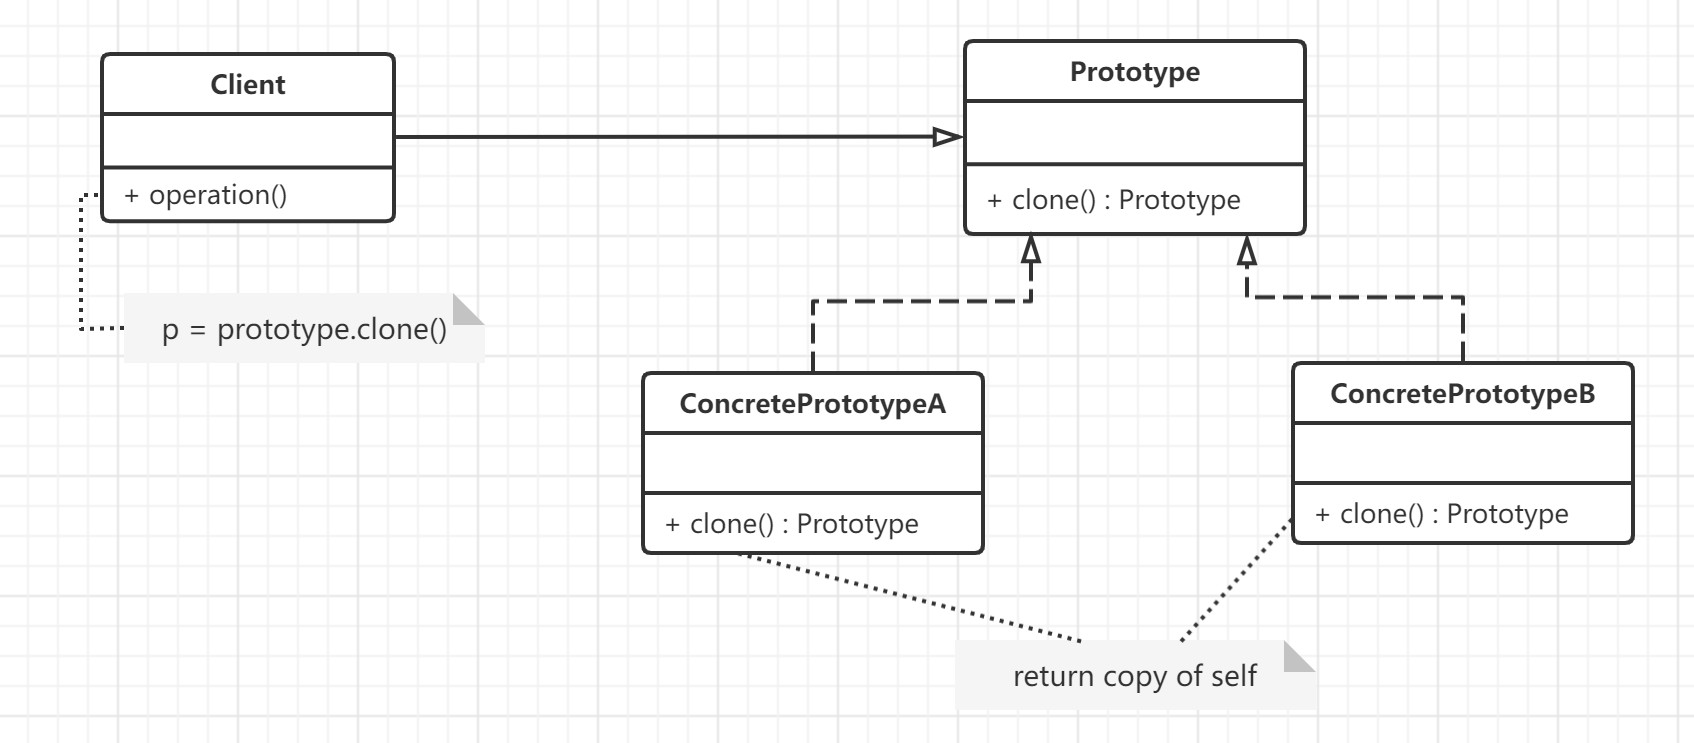 Client
+ operation()
p = prototype.clone()
Prototype
+ clone() : Prototype
ConcretePrototypeA
+ clone() : Prototype
ConcretePrototypeB
+ clone() : Prototype
return copy of self